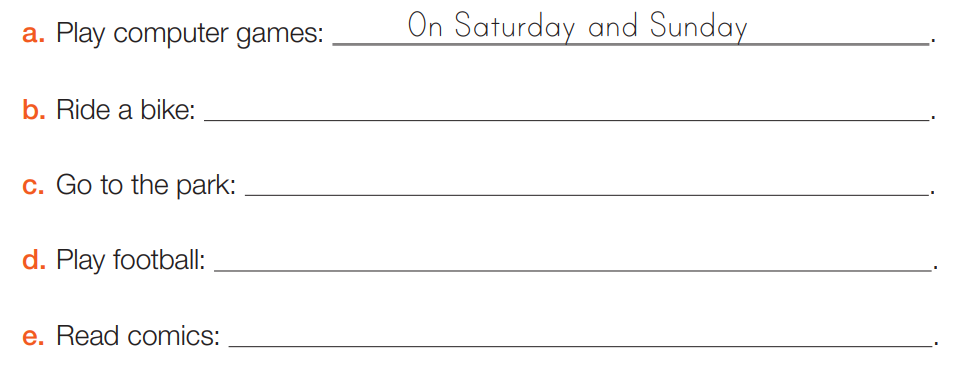 a. Play computer games: On Saturday and Sunday.
b. Ride a bike: .
c. Go to the park: .
d. Play football: .
e. Read comics: .